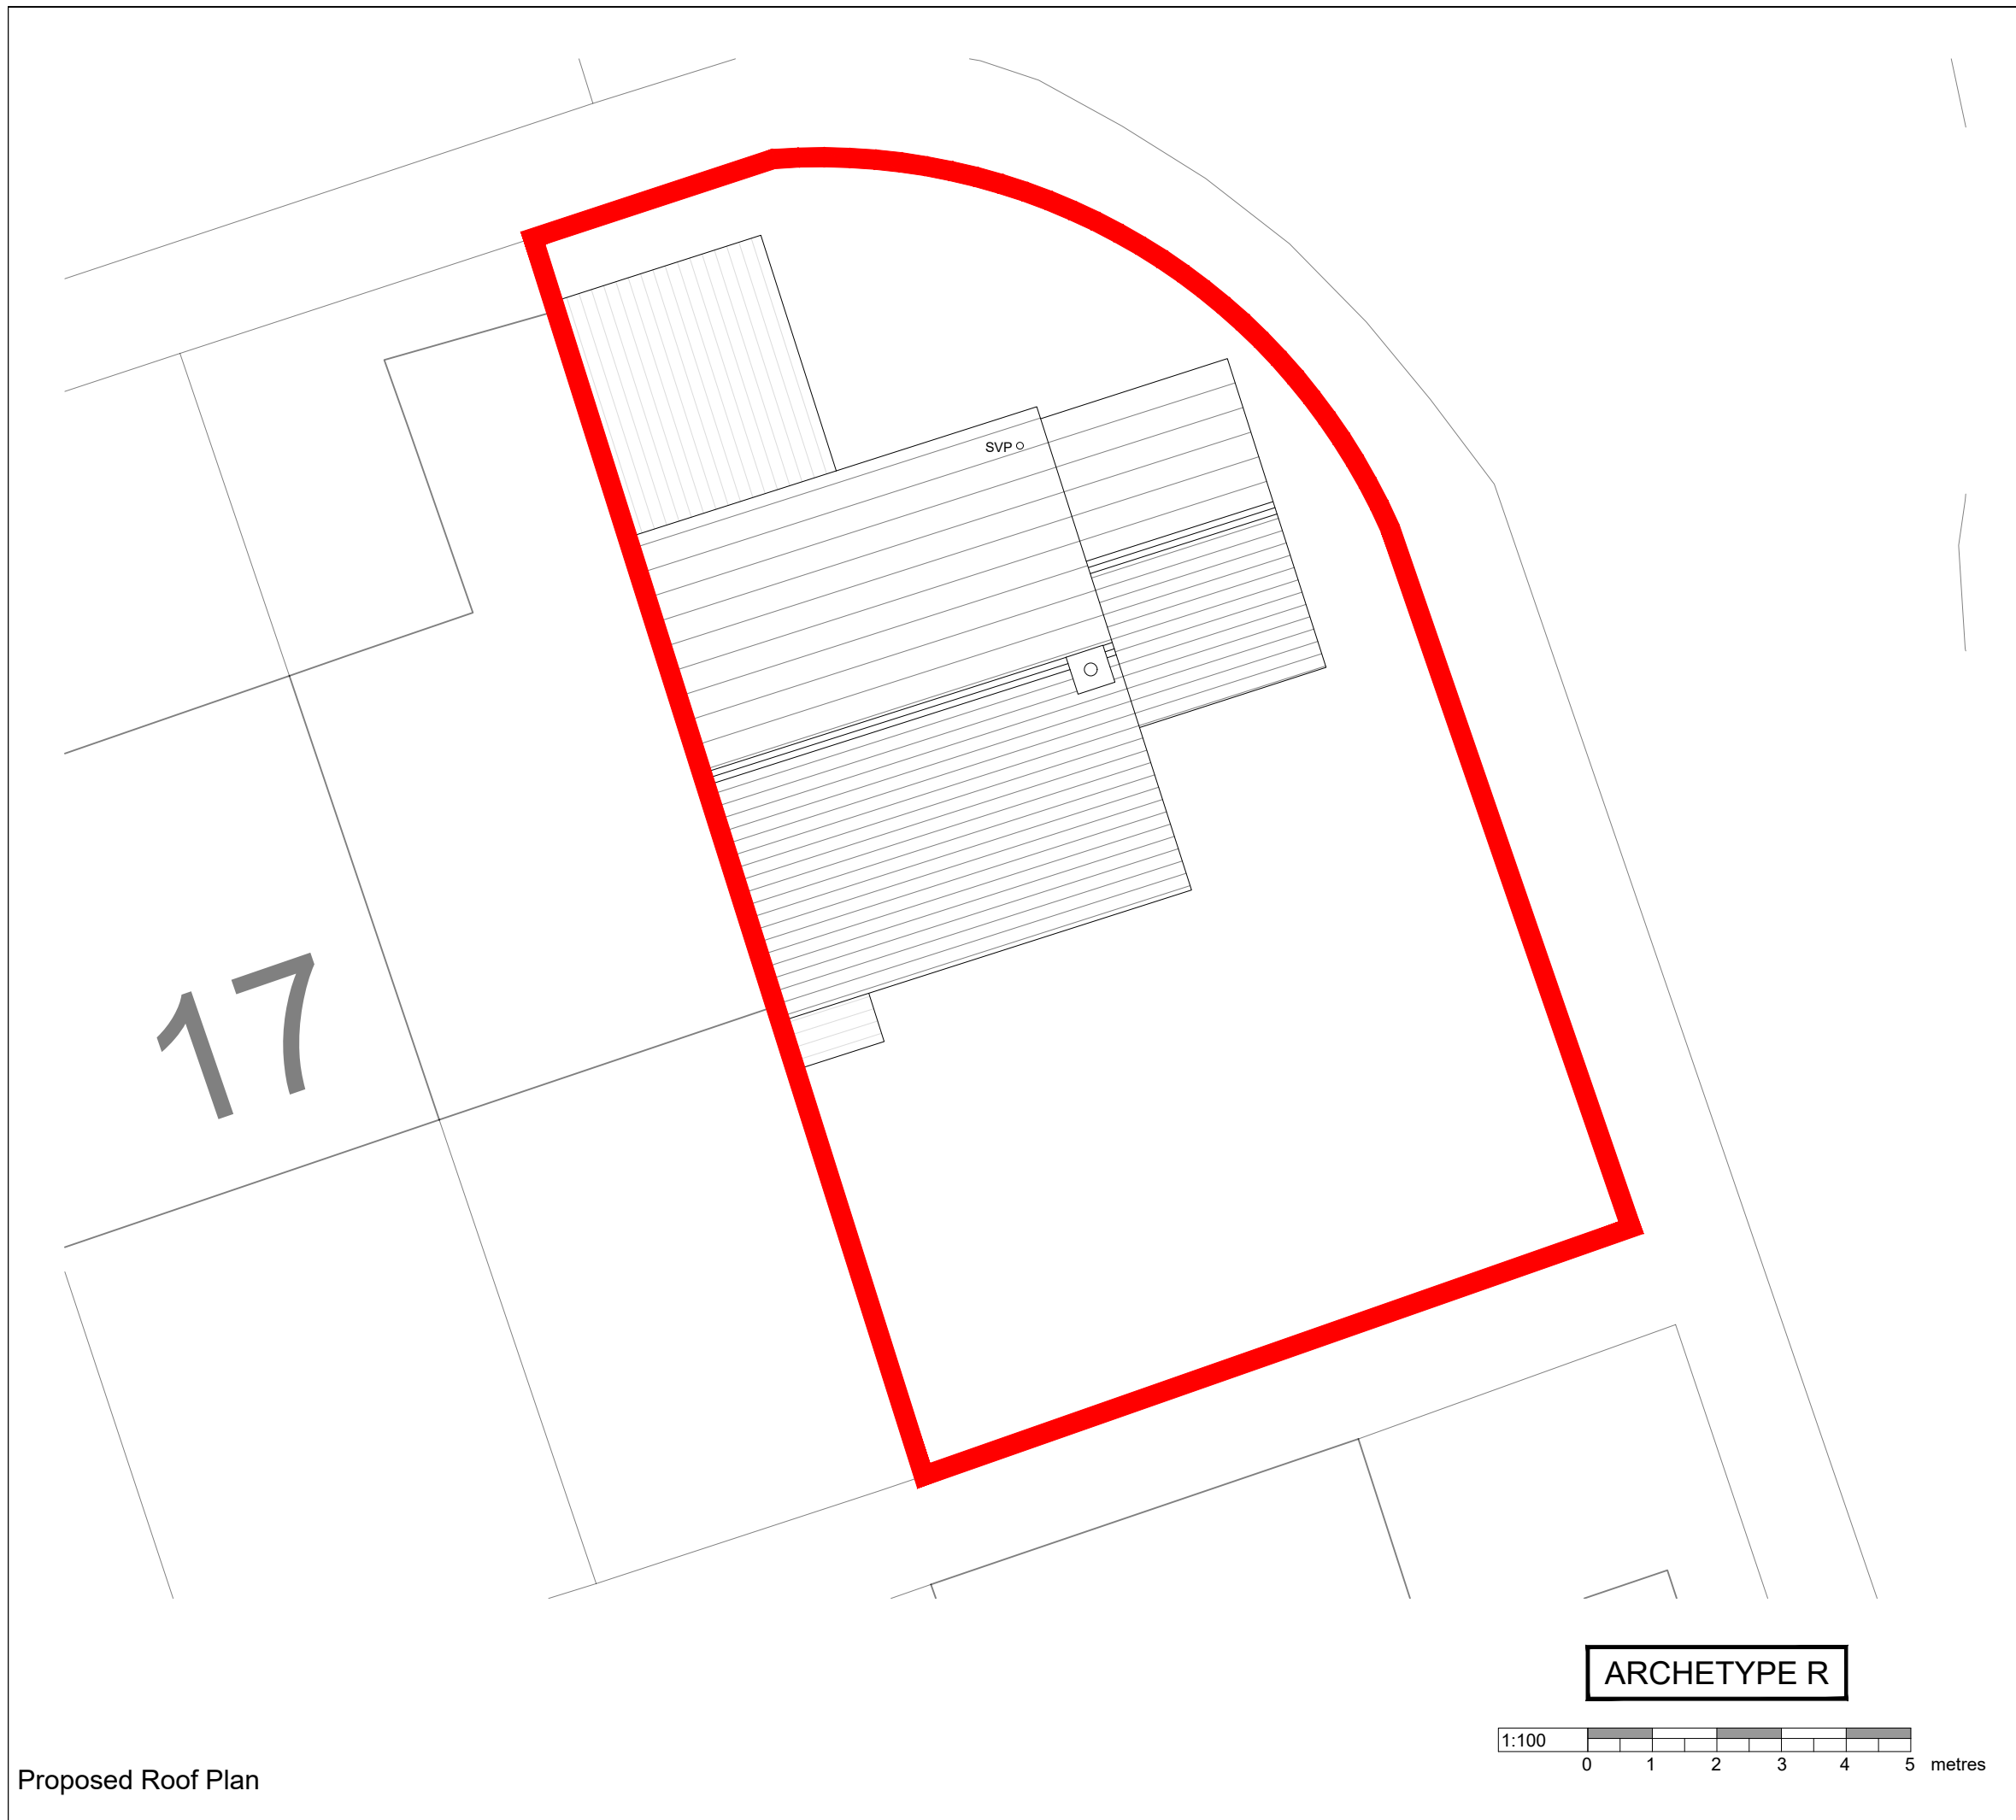 SVP
17
ARCHETYPE R
1:100
0 1 2 3 4 5 metres
Proposed Roof Plan